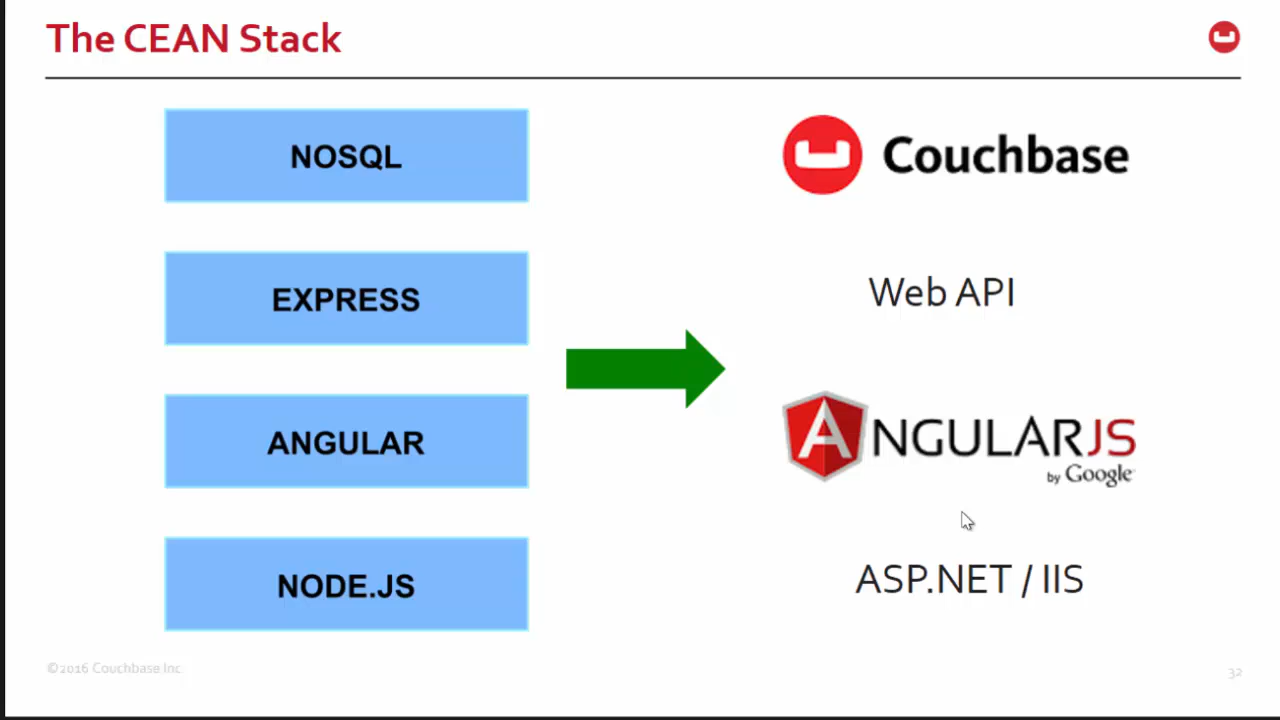 The CEAN Stack
NOSQL
Couchbase
EXPRESS
Web API
ANGULAR
ANGULARJS
by Google
NODE.JS
ASP.NET / IIS
©2016 Couchbase Inc.
32